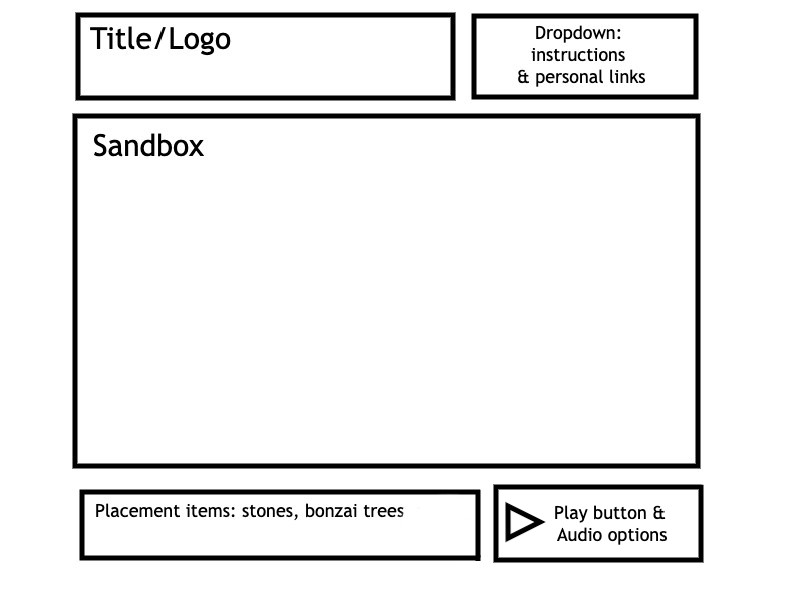 Title/Logo
Dropdown:
instructions
& personal links
Sandbox
Placement items: stones, bonzai trees
Play button &
Audio options